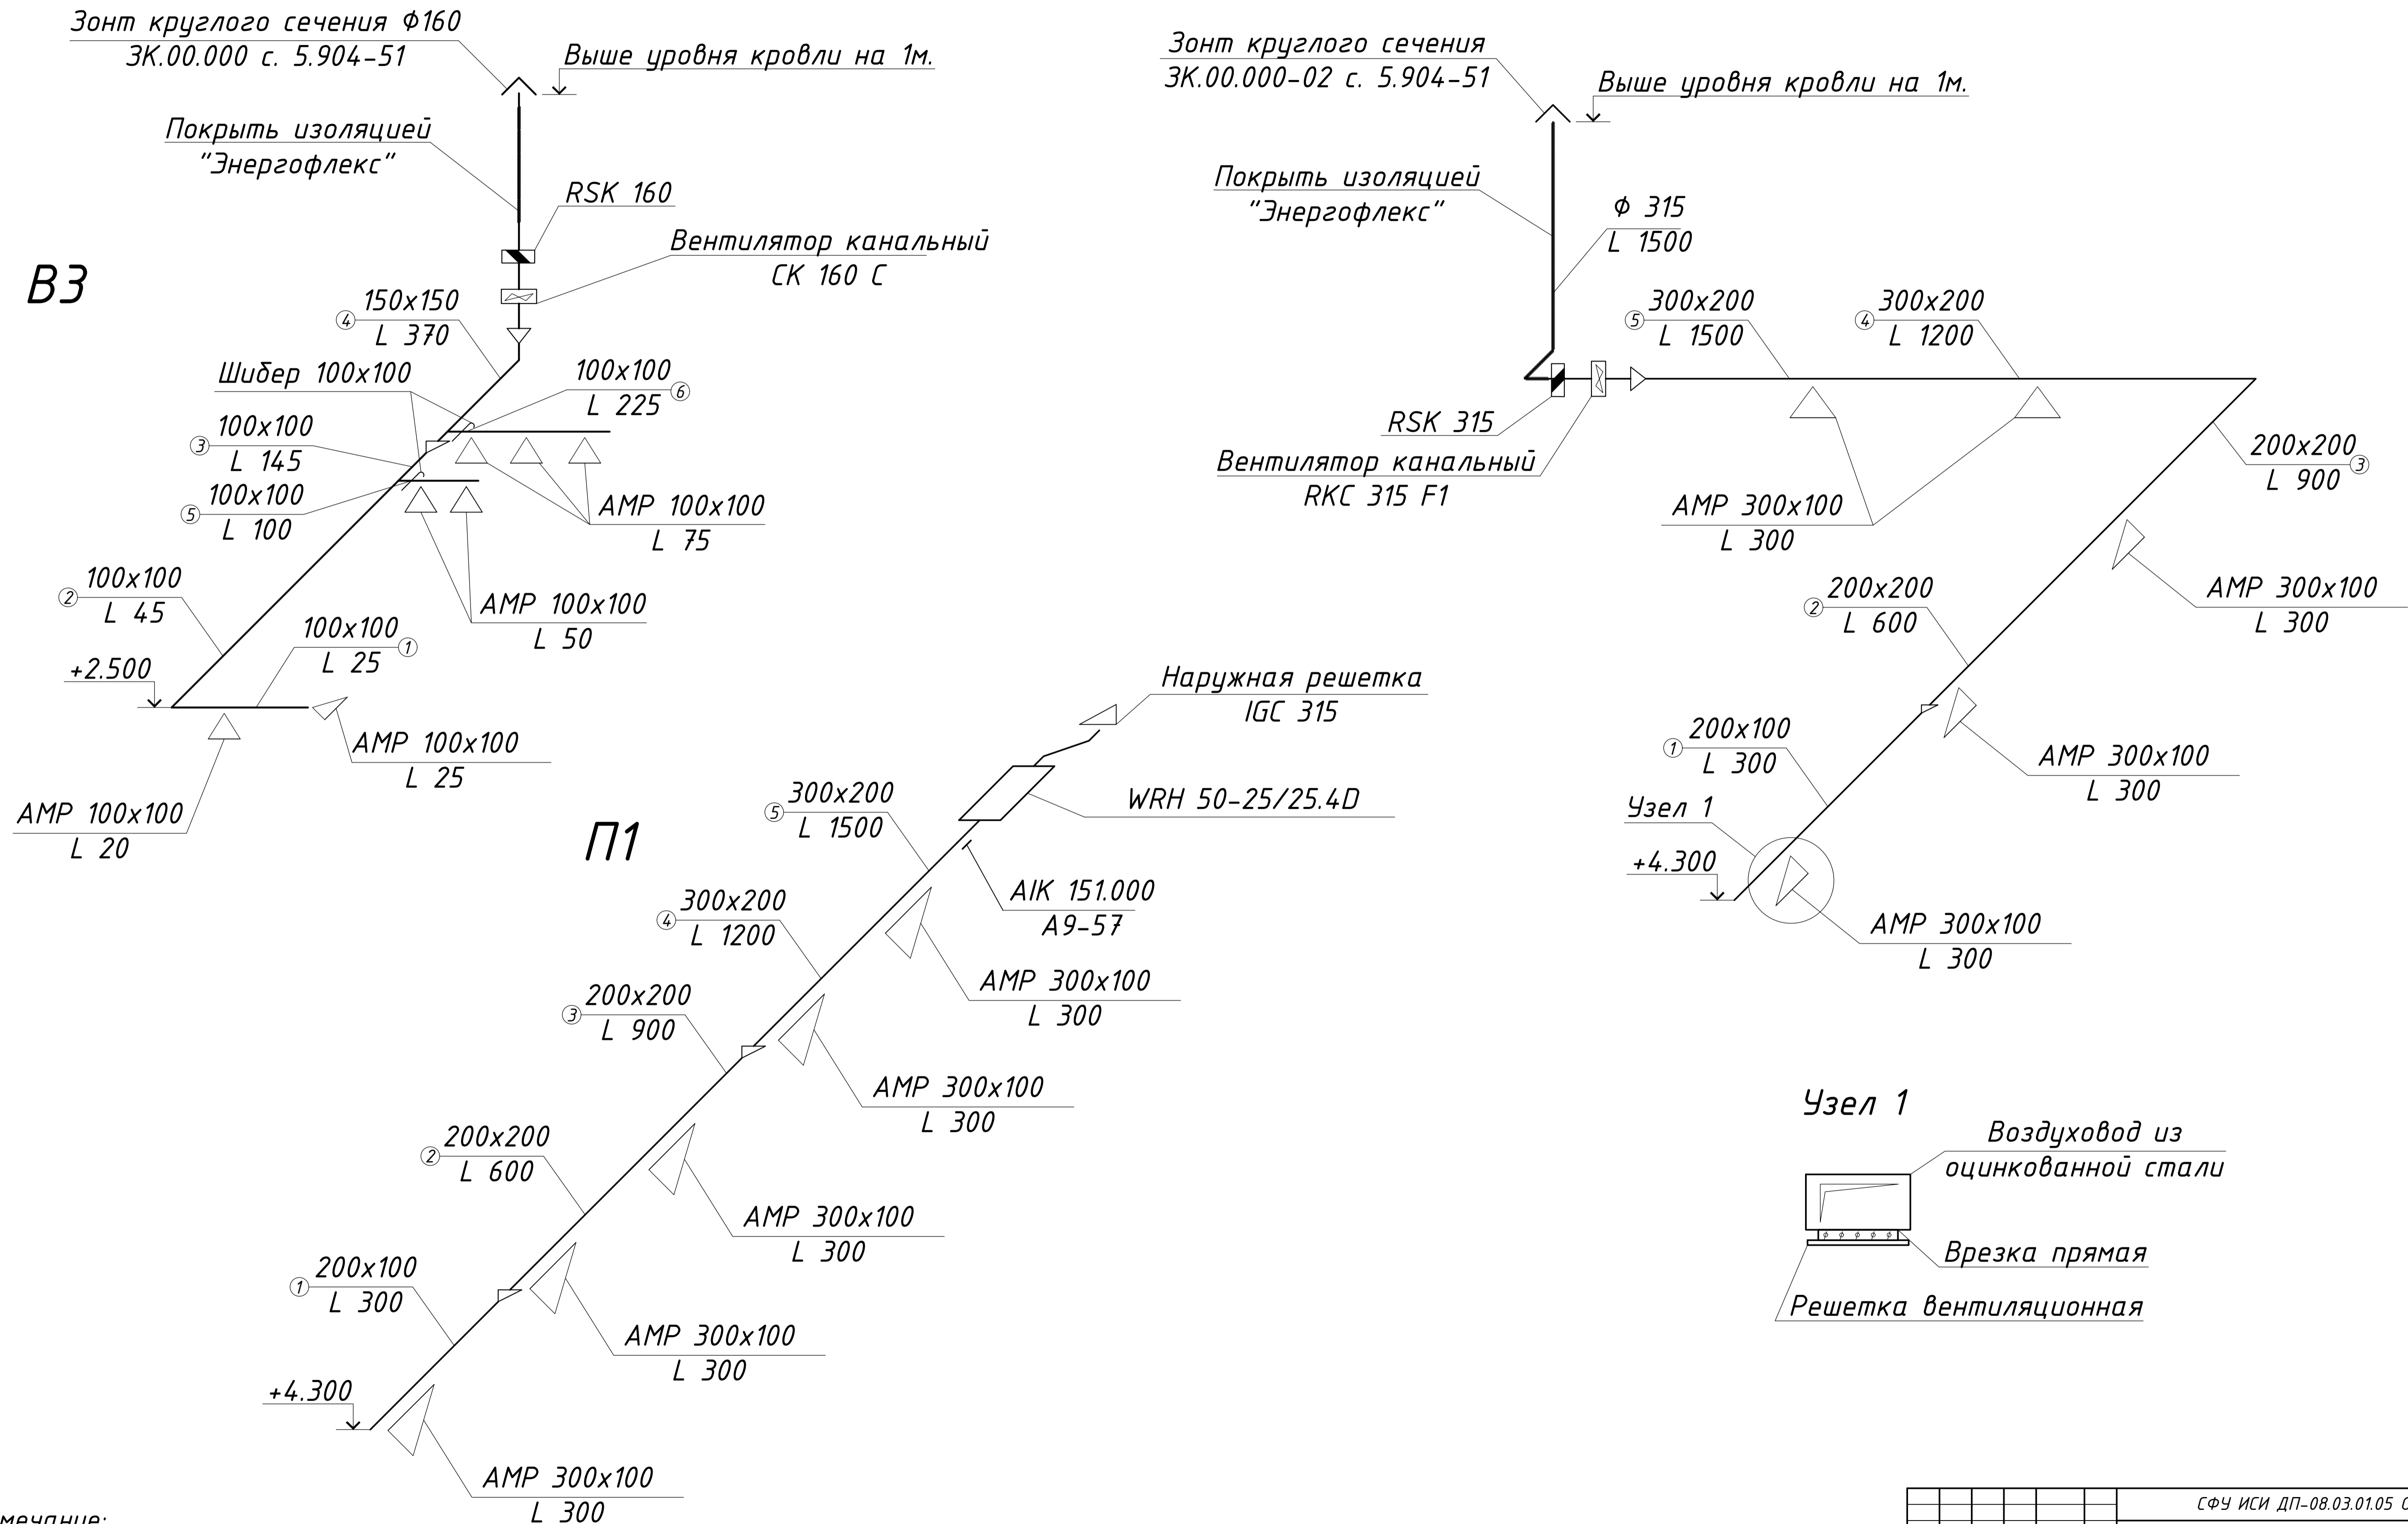 Зонт круглого сечения Ф160
ЗК.00.000 с. 5.904-51
Выше уровня кровли на 1м.
Покрыть изоляцией
"Энергофлекс"
RSK 160
Вентилятор канальный
СК 160 С
В3
150х150
4
L 370
Шибер 100х100
100х100
6
L 225
100х100
3
L 145
100х100
5
L 100
АМР 100х100
L 75
АМР 100х100
L 50
100х100
2
L 45
100х100
1
L 25
+2.500
АМР 100х100
L 25
АМР 100х100
L 20
Зонт круглого сечения
ЗК.00.000-02 с. 5.904-51
Выше уровня кровли на 1м.
Покрыть изоляцией
"Энергофлекс"
Ф 315
L 1500
300х200
5
L 1500
300х200
4
L 1200
RSK 315
Вентилятор канальный
RKC 315 F1
200х200
3
L 900
АМР 300х100
L 300
АМР 300х100
L 300
200х200
2
L 600
АМР 300х100
L 300
200х100
1
L 300
Узел 1
+4.300
АМР 300х100
L 300
П1
Наружная решетка
IGC 315
WRH 50-25/25.4D
300х200
5
L 1500
AIK 151.000
А9-57
300х200
4
L 1200
АМР 300х100
L 300
200х200
3
L 900
АМР 300х100
L 300
200х200
2
L 600
АМР 300х100
L 300
200х100
1
L 300
АМР 300х100
L 300
+4.300
АМР 300х100
L 300
Узел 1
Воздуховод из
оцинкованной стали
Врезка прямая
Решетка вентиляционная
мечание:
СФУ ИСИ ДП-08.03.01.05